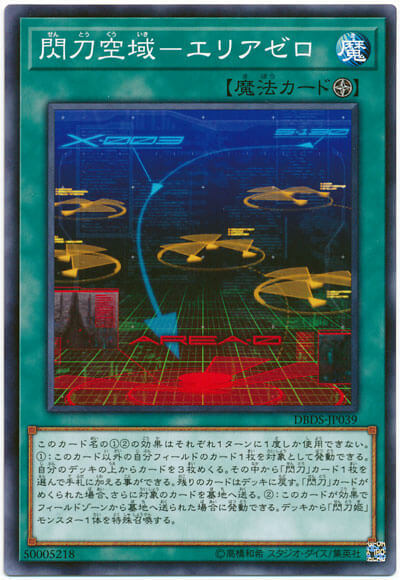 閃刀空域－エリアゼロ
魔
【魔法カード】
X-003
S-130
AREA-0
DBDS-JP039
このカード名の①②の効果はそれぞれ1ターンに1度しか使用できない。
①：このカード以外の自分フィールドのカード1枚を対象として発動できる。
自分のデッキの上からカードを3枚めくる。その中から「閃刀」カード1枚を
選んで手札に加える事ができる。残りのカードはデッキに戻す。「閃刀」カードが
めくられた場合、さらに対象のカードを墓地へ送る。②：このカードが効果で
フィールドゾーンから墓地へ送られた場合に発動できる。デッキから「閃刀姫」
モンスター1体を特殊召喚する。
S0005218
©高橋和希 スタジオ・ダイス/集英社